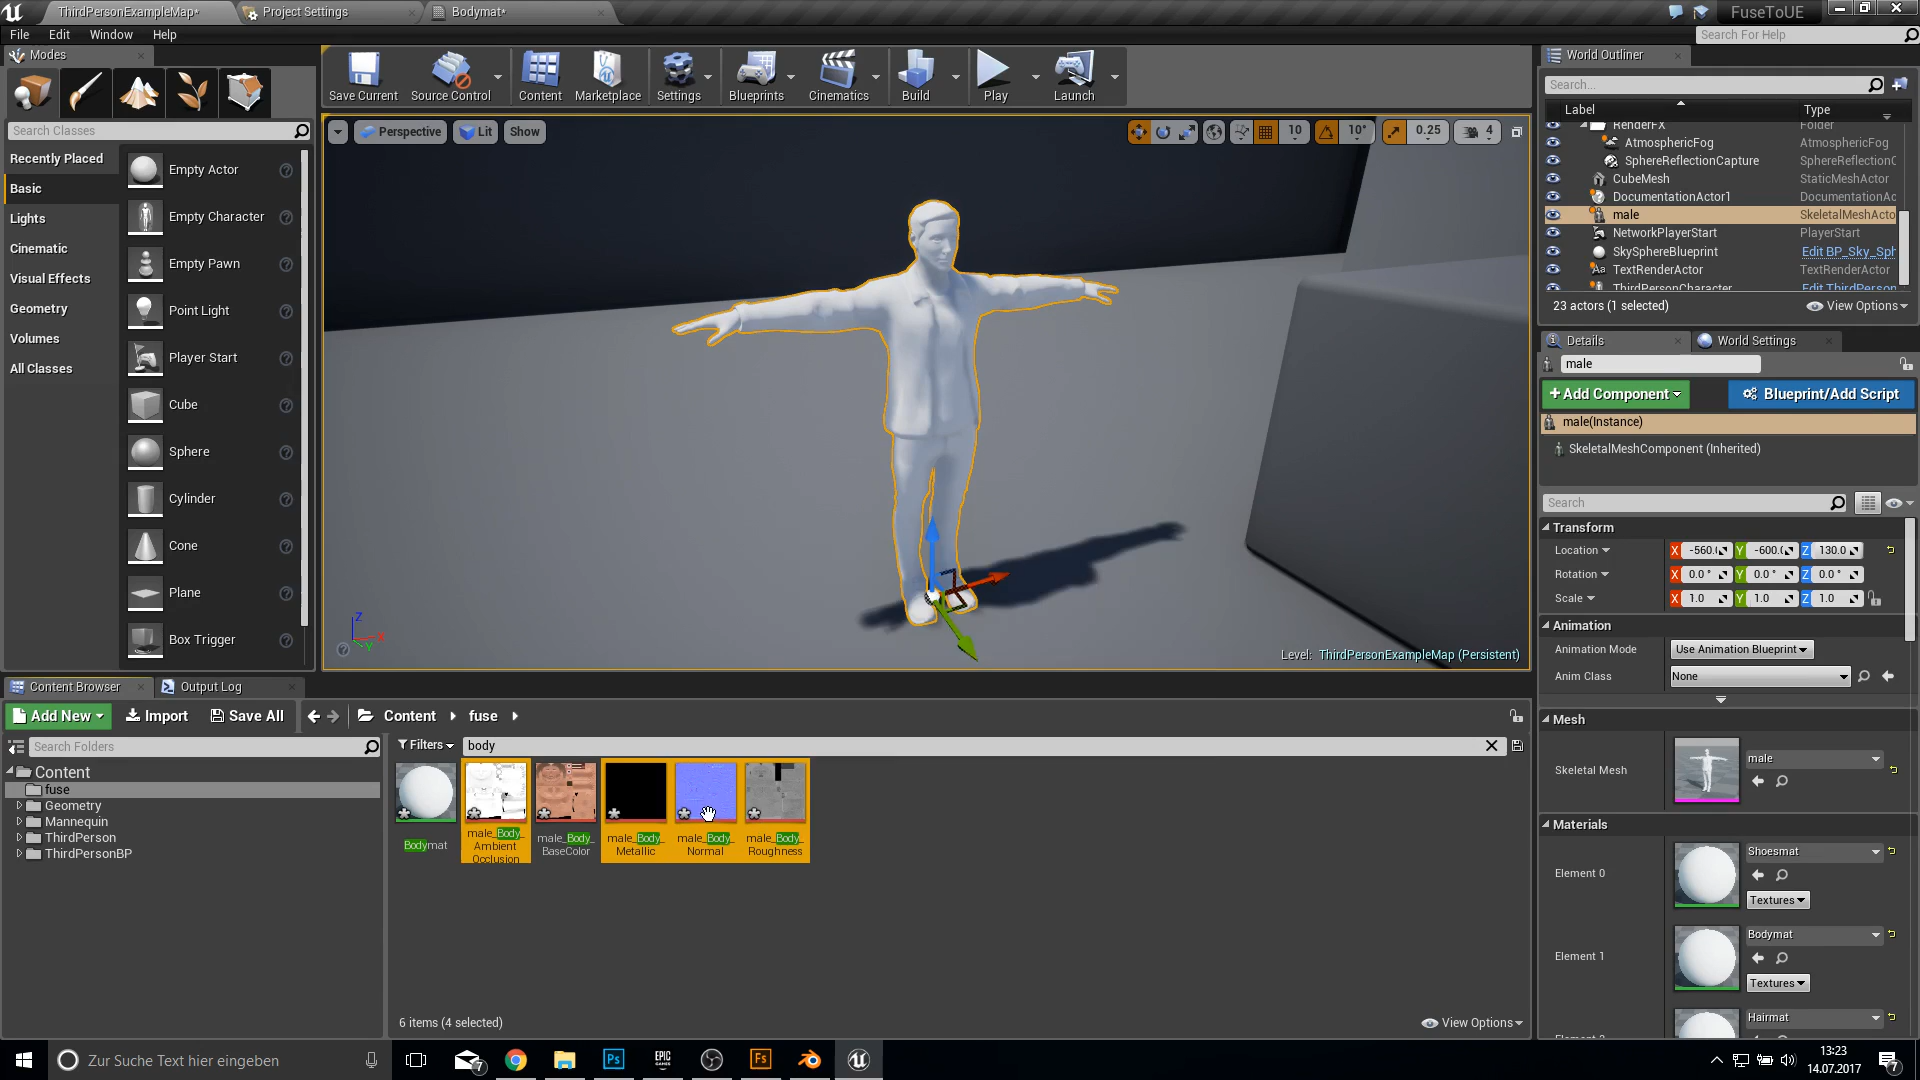 ThirdPersonExampleMap*
Project Settings
Bodymat*
FuseToUE
File
Edit
Window
Help
Search For Help
Modes
Save Current
Source Control
Content
Marketplace
Settings
Blueprints
Cinematics
Build
Play
Launch
Search Classes
Recently Placed
Basic
Lights
Cinematic
Visual Effects
Geometry
Volumes
All Classes
Empty Actor
Empty Character
Empty Pawn
Point Light
Player Start
Cube
Sphere
Cylinder
Cone
Plane
Box Trigger
Perspective
Lit
Show
10
10°
0.25
4
Z
X
Y
Level: ThirdPersonExampleMap (Persistent)
World Outliner
Search...
Label
Type
RenderFX
Folder
AtmosphericFog
AtmosphericFog
SphereReflectionCapture
SphereReflectionC
CubeMesh
StaticMeshActor
DocumentationActor1
DocumentationAc
male
SkeletalMeshActo
NetworkPlayerStart
PlayerStart
SkySphereBlueprint
Edit BP_Sky_Sph
TextRenderActor
TextRenderActor
ThirdPersonCharacter
Edit ThirdPerson
23 actors (1 selected)
View Options
Details
World Settings
male
+Add Component
Blueprint/Add Script
male(Instance)
SkeletalMeshComponent (Inherited)
Search
Transform
Location
X -560.(
Y -600.(
Z 130.0
Rotation
X 0.0 °
Y 0.0 °
Z 0.0 °
Scale
X 1.0
Y 1.0
Z 1.0
Animation
Animation Mode
Use Animation Blueprint
Anim Class
None
Mesh
Skeletal Mesh
male
Materials
Element 0
Shoesmat
Textures
Element 1
Bodymat
Textures
Hairmat
Content Browser
Output Log
Add New
Import
Save All
Content
fuse
Search Folders
Filters
body
Content
fuse
Geometry
Mannequin
ThirdPerson
ThirdPersonBP
Bodymat
male_Body_
Ambient
Occlusion
male_Body_
BaseColor
male_Body_
Metallic
male_Body_
Normal
male_Body_
Roughness
6 items (4 selected)
View Options
Zur Suche Text hier eingeben
7
Ps
EPIC
GAMES
Fs
13:23
14.07.2017
7